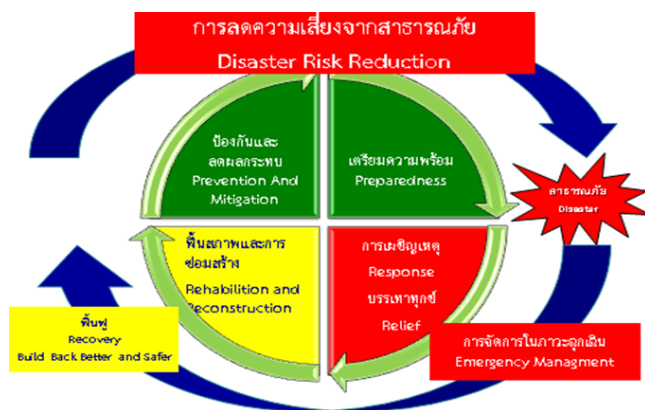 การลดความเสี่ยงจากสาธารณภัย
Disaster Risk Reduction
ป้องกันและ
ลดผลกระทบ
Prevention And
Mitigation
เตรียมความพร้อม
Preparedness
สาธารณภัย
Disaster
ฟื้นสภาพและการ
ซ่อมสร้าง
Rehabilition and
Reconstruction
การเผชิญเหตุ
Response
บรรเทาทุกข์
Relief
ฟื้นฟู
Recovery
Build Back Better and Safer
การจัดการในภาวะฉุกเฉิน
Emergency Managment